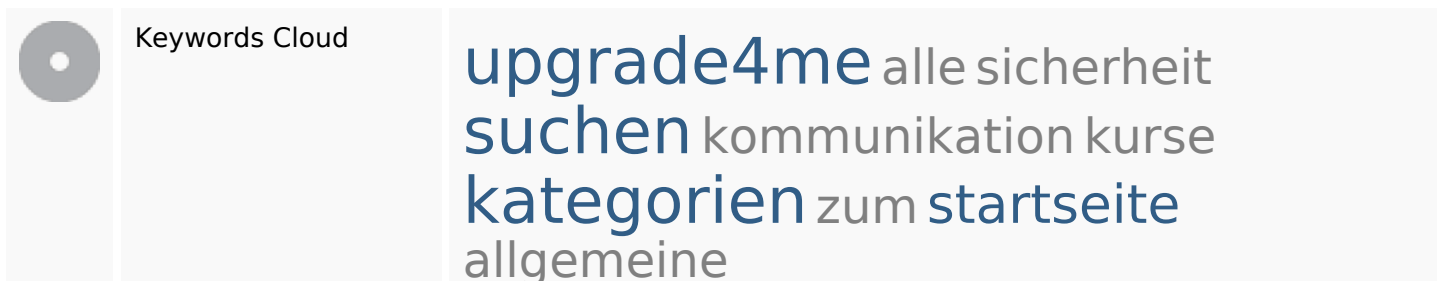 Keywords Cloud
upgrade4me alle sicherheit
suchen kommunikation kurse
kategorien zum startseite
allgemeine